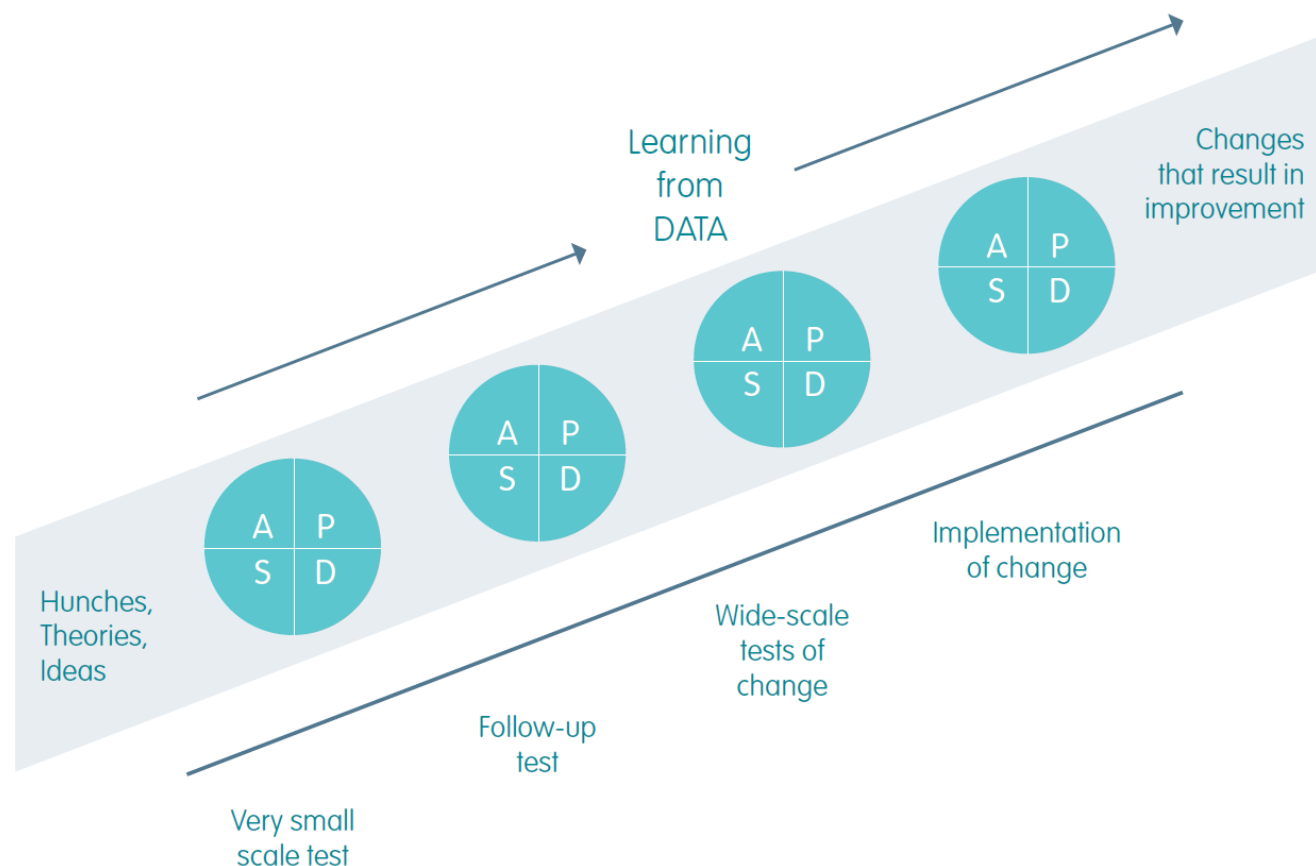 Learning
from
DATA
Changes
that result in
improvement
A P
S D
A P
S D
A P
S D
A P
S D
Hunches,
Theories,
Ideas
Very small
scale test
Follow-up
test
Wide-scale
tests of
change
Implementation
of change